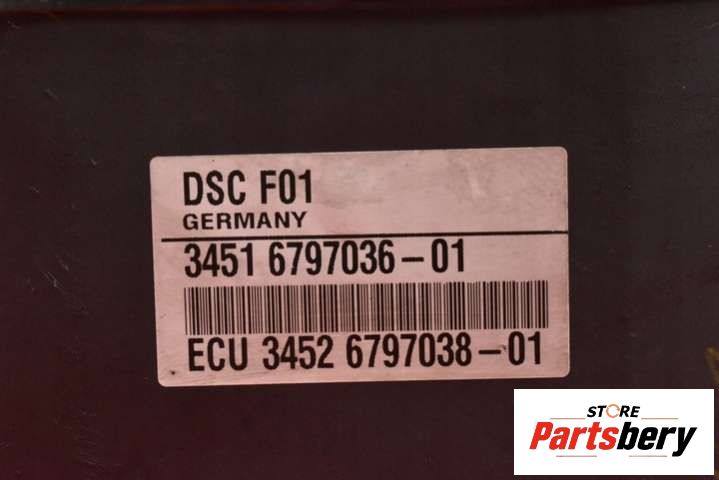 DSC F01
GERMANY
3451 6797036-01
ECU 3452 6797038-01
STORE
Partsbery